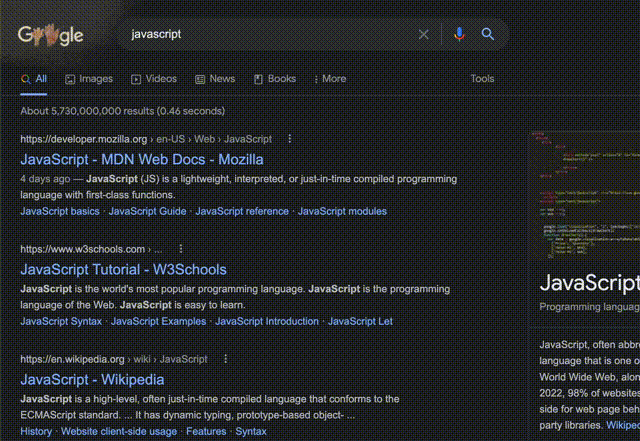 Google
javascript
All Images Videos News Books More Tools
About 5,730,000,000 results (0.46 seconds)
https://developer.mozilla.org › en-US › Web › JavaScript
JavaScript - MDN Web Docs - Mozilla
4 days ago — JavaScript (JS) is a lightweight, interpreted, or just-in-time compiled programming
language with first-class functions.
JavaScript basics · JavaScript Guide · JavaScript reference · JavaScript modules
https://www.w3schools.com › ...
JavaScript Tutorial - W3Schools
JavaScript is the world's most popular programming language. JavaScript is the programming
language of the Web. JavaScript is easy to learn.
JavaScript Syntax · JavaScript Examples · JavaScript Introduction · JavaScript Let
https://en.wikipedia.org › wiki › JavaScript
JavaScript - Wikipedia
JavaScript is a high-level, often just-in-time compiled language that conforms to the
ECMAScript standard. ... It has dynamic typing, prototype-based object- ...
History · Website client-side usage · Features · Syntax
JavaScript
Programming language
JavaScript, often abbre
language that is one o
World Wide Web, alon
2022, 98% of websites
side for web page beh
party libraries. Wikiped